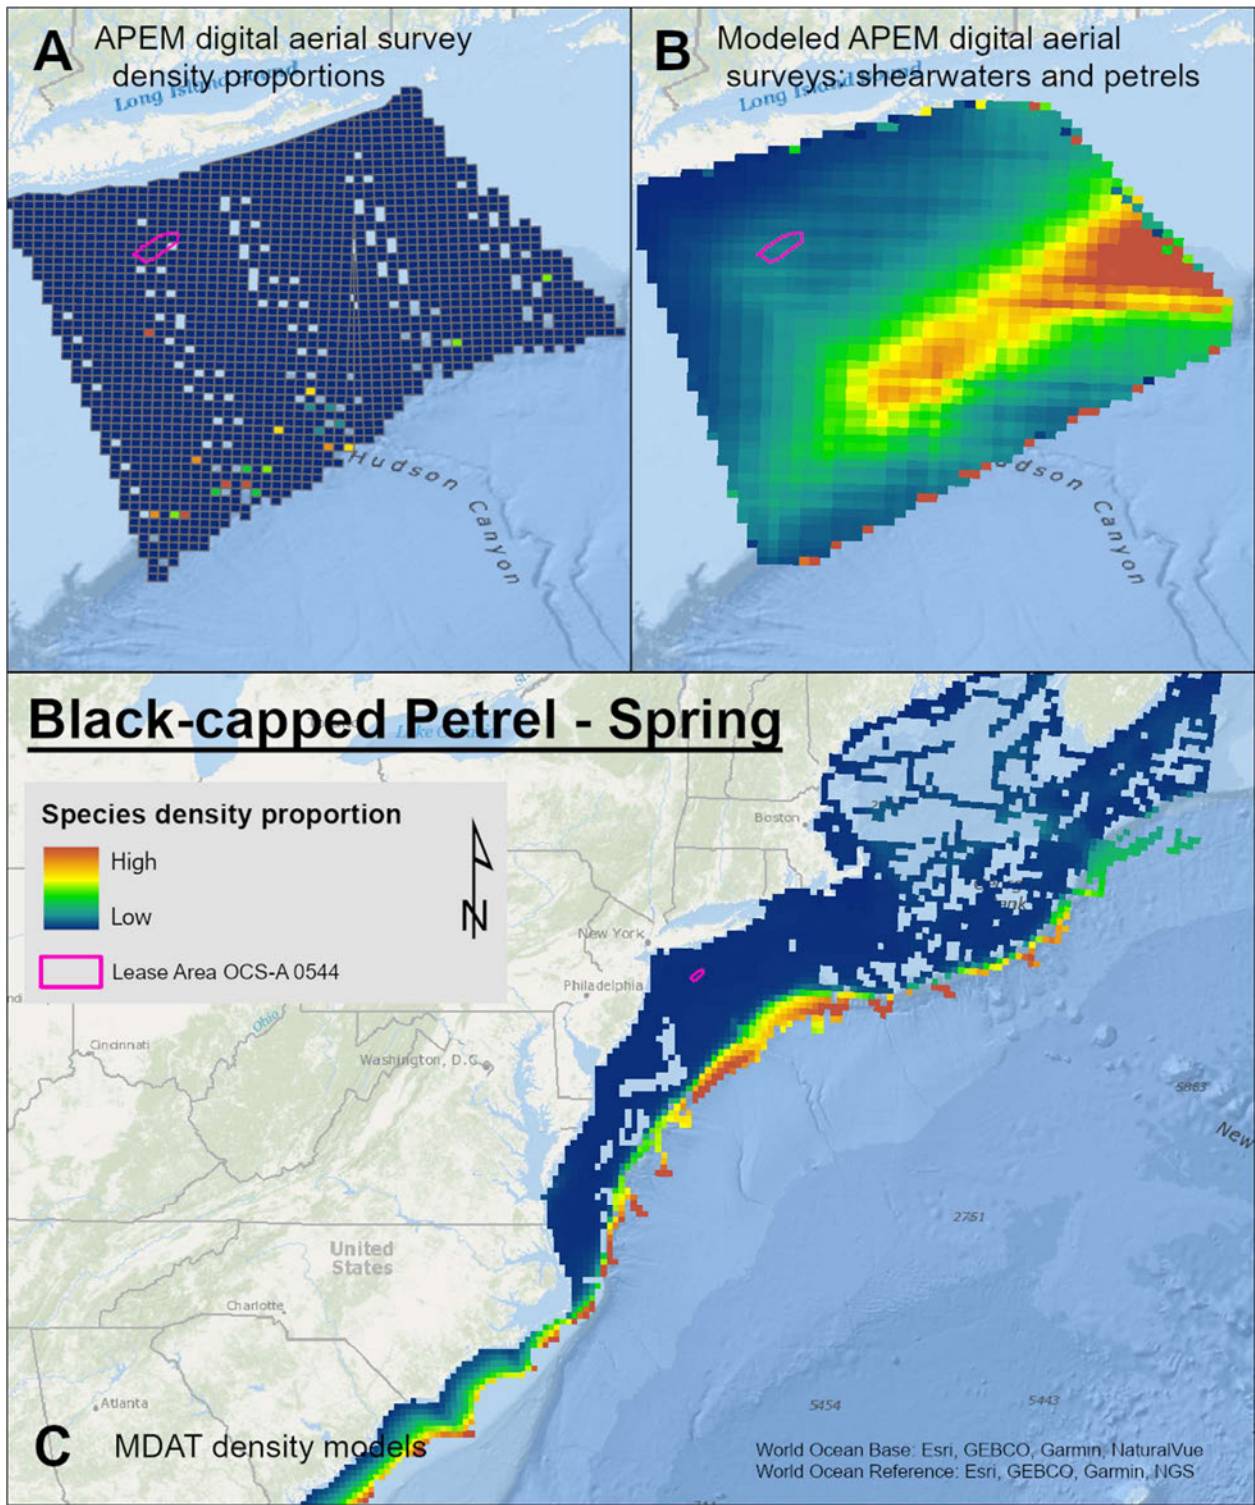 A APEM digital aerial survey
density proportions
Long Island Sound
B Modeled APEM digital aerial
surveys: shearwaters and petrels
Long Island Sound
Hudson Canyon
Canyon
Black-capped Petrel - Spring
Species density proportion
High
Low
N
Lease Area OCS-A 0544
Boston
New York
Philadelphia
Ohio
Cincinnati
Washington, D.C.
5863
New
2751
United
States
Charlotte
Atlanta
5454
5443
C MDAT density models
World Ocean Base: Esri, GEBCO, Garmin, NaturalVue
World Ocean Reference: Esri, GEBCO, Garmin, NGS